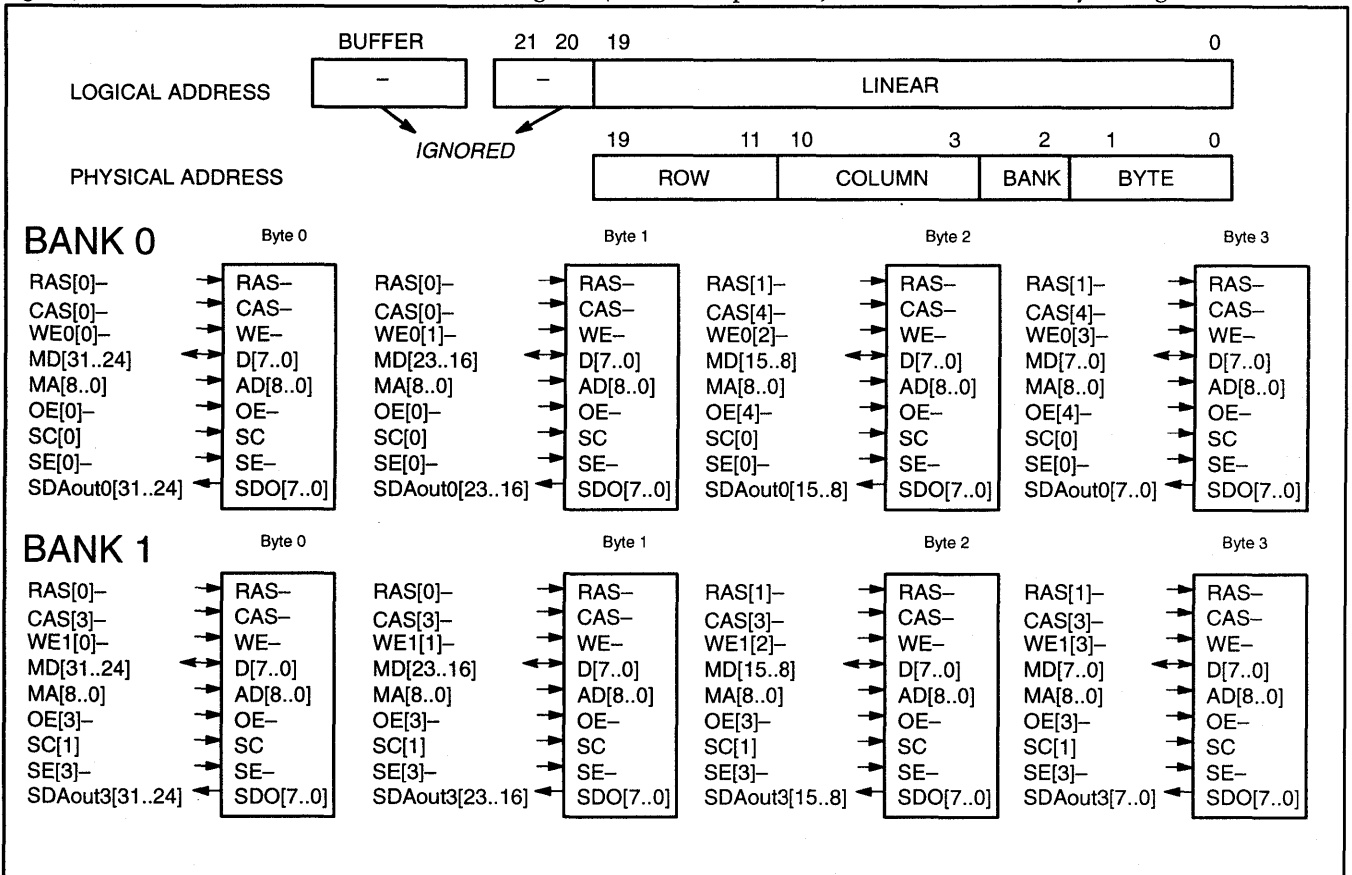 BUFFER 21 20 19 0
LOGICAL ADDRESS – – LINEAR
IGNORED
19 11 10 3 2 1 0
PHYSICAL ADDRESS ROW COLUMN BANK BYTE
BANK 0 Byte 0 Byte 1 Byte 2 Byte 3
RAS[0]– RAS– RAS[0]– RAS– RAS[1]– RAS– RAS[1]– RAS–
CAS[0]– CAS– CAS[0]– CAS– CAS[4]– CAS– CAS[4]– CAS–
WE0[0]– WE– WE0[1]– WE– WE0[2]– WE– WE0[3]– WE–
MD[31..24] D[7..0] MD[23..16] D[7..0] MD[15..8] D[7..0] MD[7..0] D[7..0]
MA[8..0] AD[8..0] MA[8..0] AD[8..0] MA[8..0] AD[8..0] MA[8..0] AD[8..0]
OE[0]– OE– OE[0]– OE– OE[4]– OE– OE[4]– OE–
SC[0] SC SC[0] SC SC[0] SC SC[0] SC
SE[0]– SE– SE[0]– SE– SE[0]– SE– SE[0]– SE–
SDAout0[31..24] SDO[7..0] SDAout0[23..16] SDO[7..0] SDAout0[15..8] SDO[7..0] SDAout0[7..0] SDO[7..0]
BANK 1 Byte 0 Byte 1 Byte 2 Byte 3
RAS[0]– RAS– RAS[0]– RAS– RAS[1]– RAS– RAS[1]– RAS–
CAS[3]– CAS– CAS[3]– CAS– CAS[3]– CAS– CAS[3]– CAS–
WE1[0]– WE– WE1[1]– WE– WE1[2]– WE– WE1[3]– WE–
MD[31..24] D[7..0] MD[23..16] D[7..0] MD[15..8] D[7..0] MD[7..0] D[7..0]
MA[8..0] AD[8..0] MA[8..0] AD[8..0] MA[8..0] AD[8..0] MA[8..0] AD[8..0]
OE[3]– OE– OE[3]– OE– OE[3]– OE– OE[3]– OE–
SC[1] SC SC[1] SC SC[1] SC SC[1] SC
SE[3]– SE– SE[3]– SE– SE[3]– SE– SE[3]– SE–
SDAout3[31..24] SDO[7..0] SDAout3[23..16] SDO[7..0] SDAout3[15..8] SDO[7..0] SDAout3[7..0] SDO[7..0]